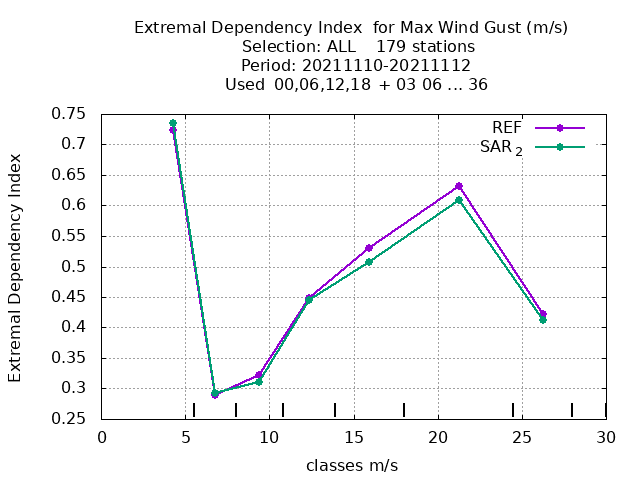 Extremal Dependency Index  for Max Wind Gust (m/s)
Selection: ALL    179 stations
Period: 20211110-20211112
Used  00,06,12,18  + 03 06 ... 36
REF
SAR 2
0.75
0.7
0.65
0.6
0.55
0.5
0.45
0.4
0.35
0.3
0.25
Extremal Dependency Index
0 5 10 15 20 25 30
classes m/s